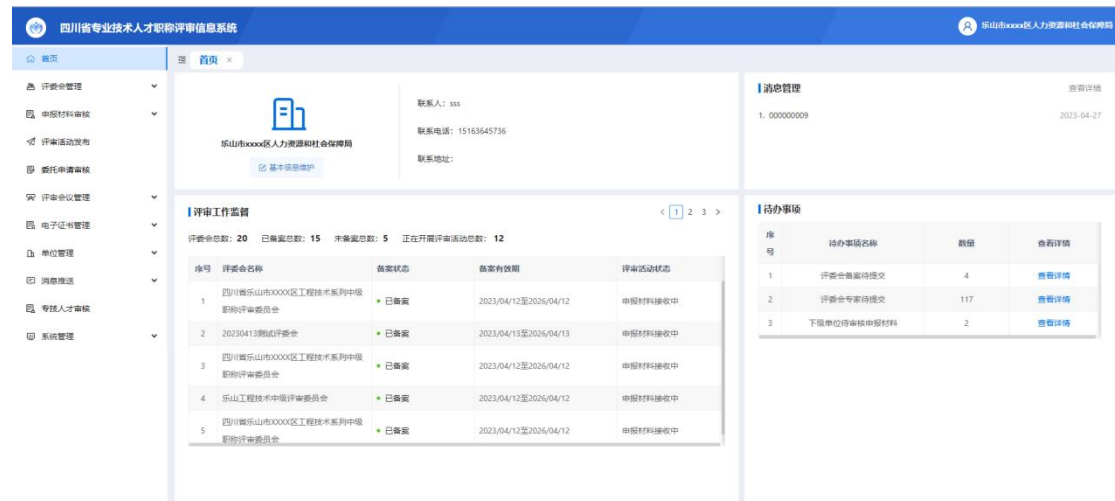 四川省专业技术人才职称评审信息系统
乐山市xxxx区人力资源和社会保障局
首页
评委会管理
申报材料审核
评审活动发布
委托申请审核
评审会议管理
电子证书管理
单位管理
消息推送
专技人才审核
系统管理
首页 ×
乐山市xxxx区人力资源和社会保障局
基本信息维护
联系人: sss
联系电话: 15163645736
联系地址:
消息管理 查看详情
1. 000000009 2023-04-27
评审工作监督 < 1 2 3 >
评委会总数: 20 已备案总数: 15 未备案总数: 5 正在开展评审活动总数: 12
序号 评委会名称 备案状态 备案有效期 评审活动状态
1 四川省乐山市XXXX区工程技术系列中级 已备案 2023/04/12至2026/04/12 申报材料接收中
职称评审委员会
2 20230413测试评委会 已备案 2023/04/13至2026/04/13 申报材料接收中
3 四川省乐山市XXXX区工程技术系列中级 已备案 2023/04/12至2026/04/12 申报材料接收中
职称评审委员会
4 乐山工程技术中级评审委员会 已备案 2023/04/12至2026/04/12 申报材料接收中
5 四川省乐山市XXXX区工程技术系列中级 已备案 2023/04/12至2026/04/12 申报材料接收中
职称评审委员会
待办事项
序号 待办事项名称 数量 查看详情
1 评委会备案待提交 4 查看详情
2 评委会专家待提交 117 查看详情
3 下级单位待审核申报材料 2 查看详情